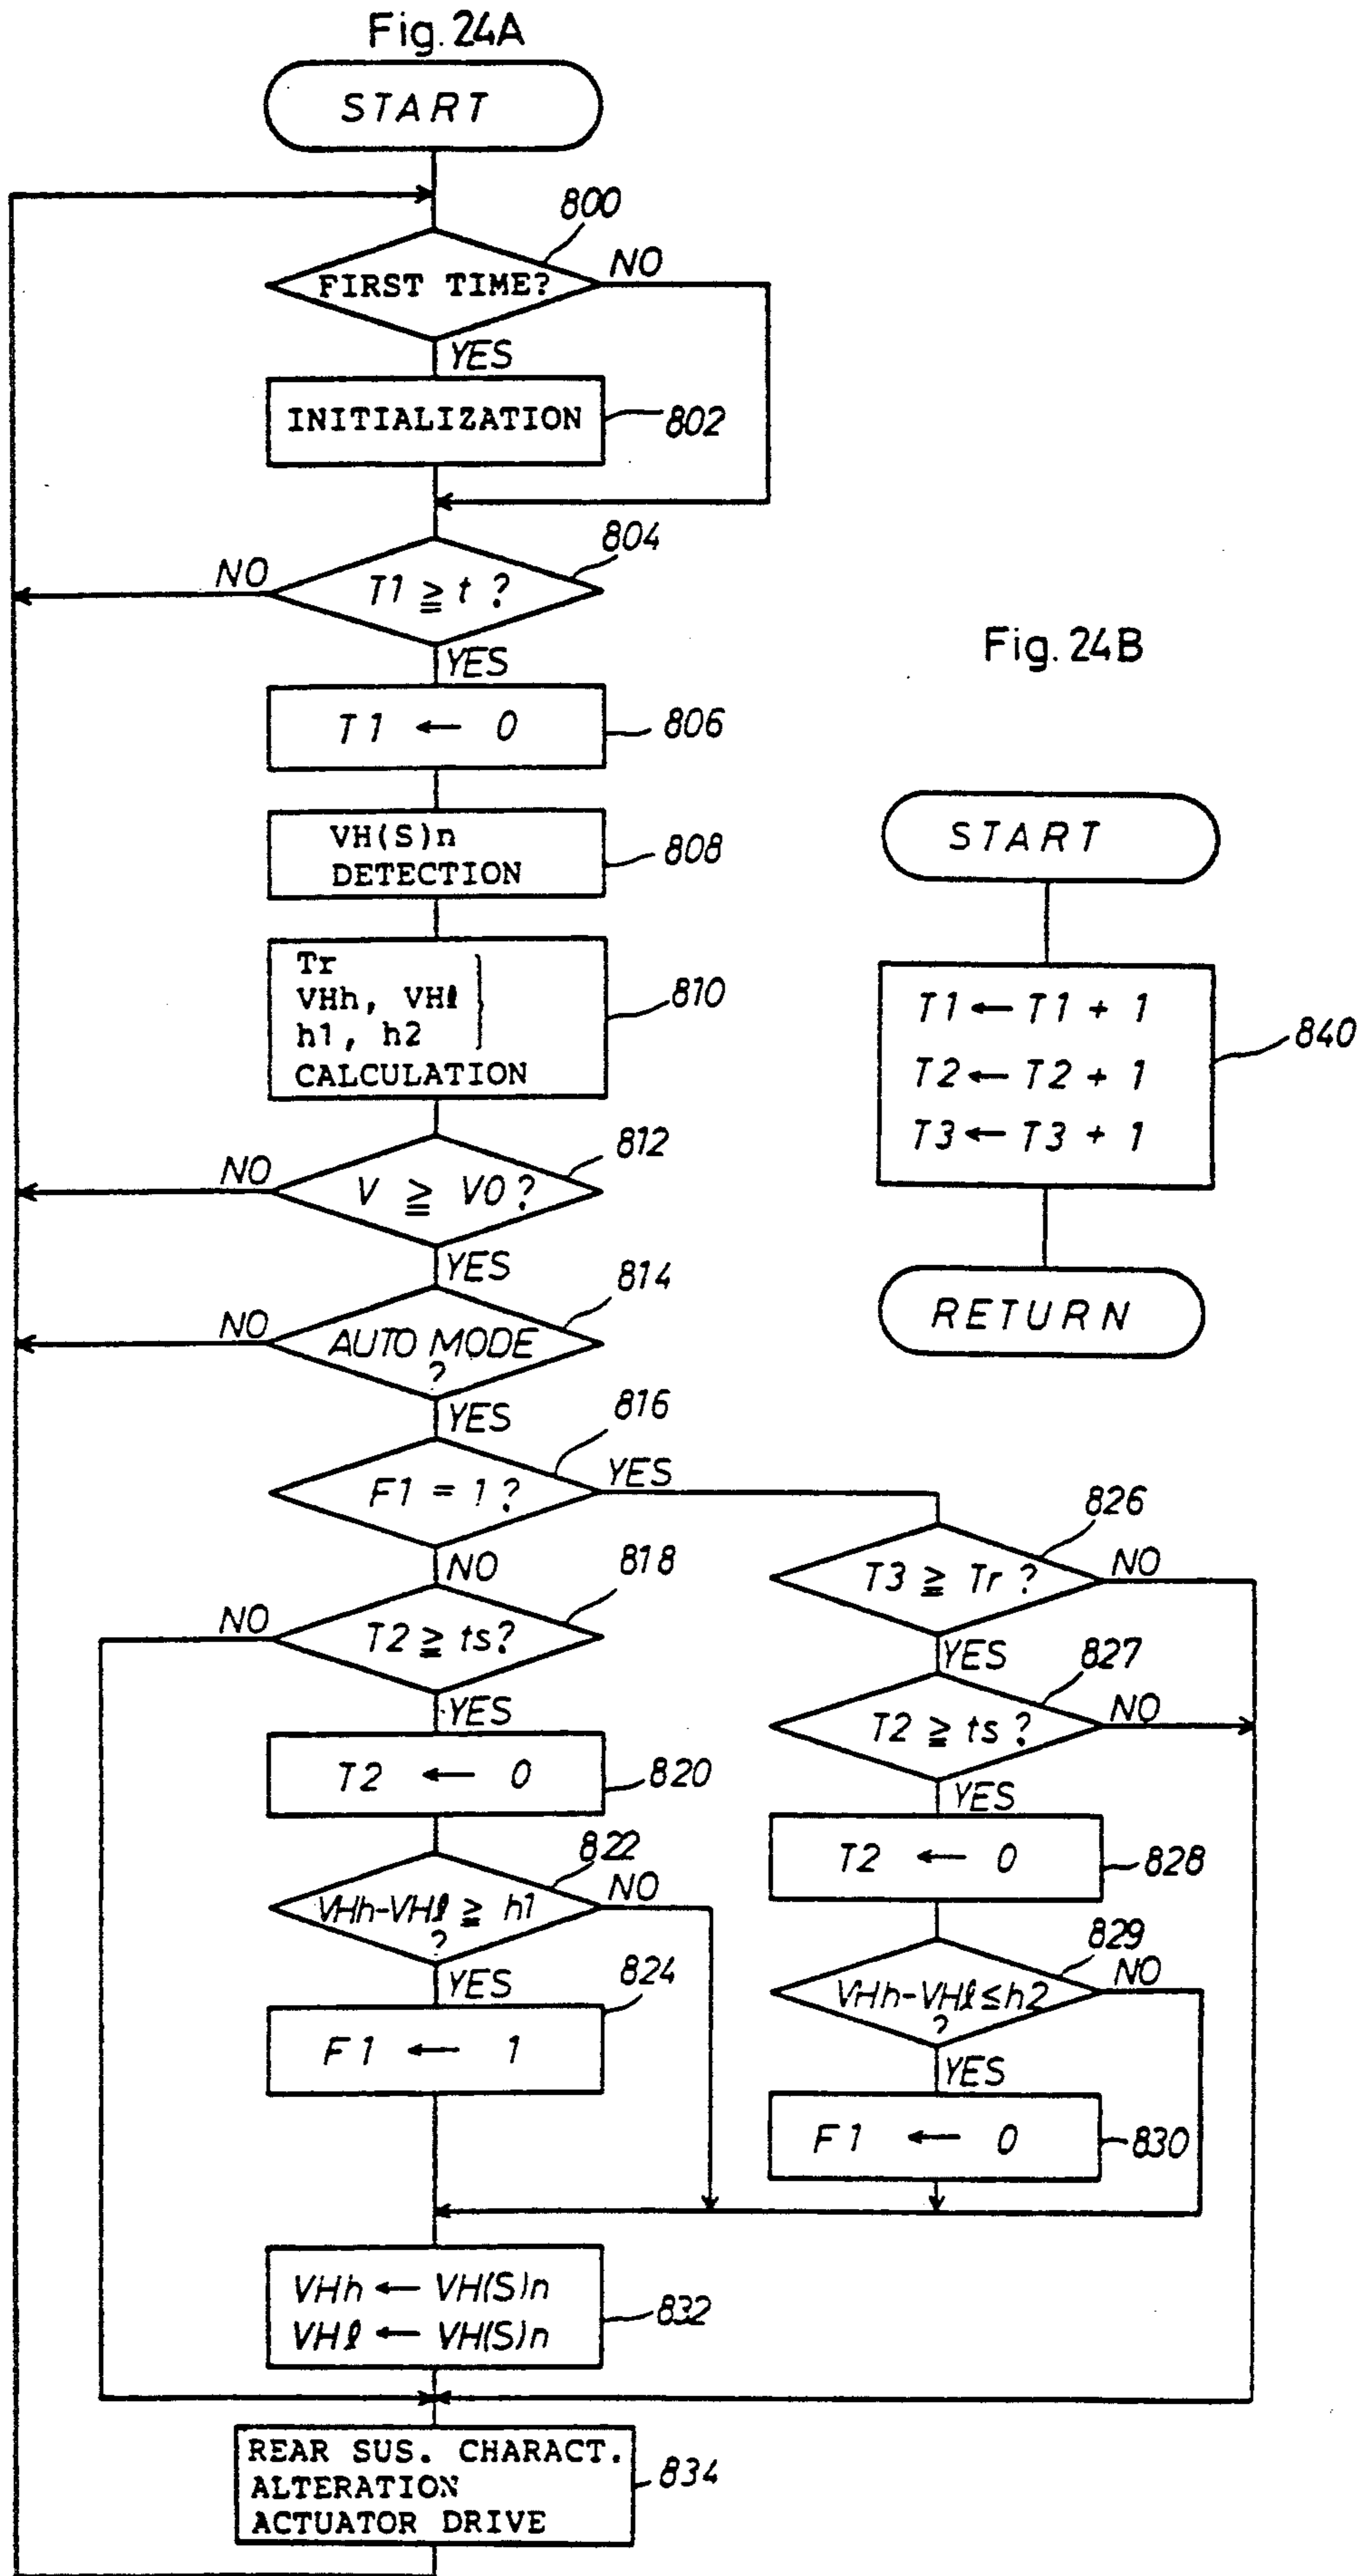 Fig. 24A
START
800
FIRST TIME?
NO
YES
INITIALIZATION
802
804
NO
T1 ≧ t ?
YES
T1 ← 0
806
VH(S)n
DETECTION
808
Tr
VHh, VHℓ
h1, h2
CALCULATION
810
812
NO
V ≧ V0 ?
YES
814
NO
AUTO MODE
?
YES
816
F1 = 1 ?
YES
NO
818
NO
T2 ≧ ts?
YES
T2 ← 0
820
822
VHh-VHℓ ≧ h1
?
NO
YES
824
F1 ← 1
826
T3 ≧ Tr ?
NO
YES
827
T2 ≧ ts ?
NO
YES
T2 ← 0
828
829
VHh-VHℓ≤h2
?
NO
YES
F1 ← 0
830
VHh ← VH(S)n
VHℓ ← VH(S)n
832
REAR SUS. CHARACT.
ALTERATION
ACTUATOR DRIVE
834
Fig. 24B
START
T1 ← T1 + 1
T2 ← T2 + 1
T3 ← T3 + 1
840
RETURN